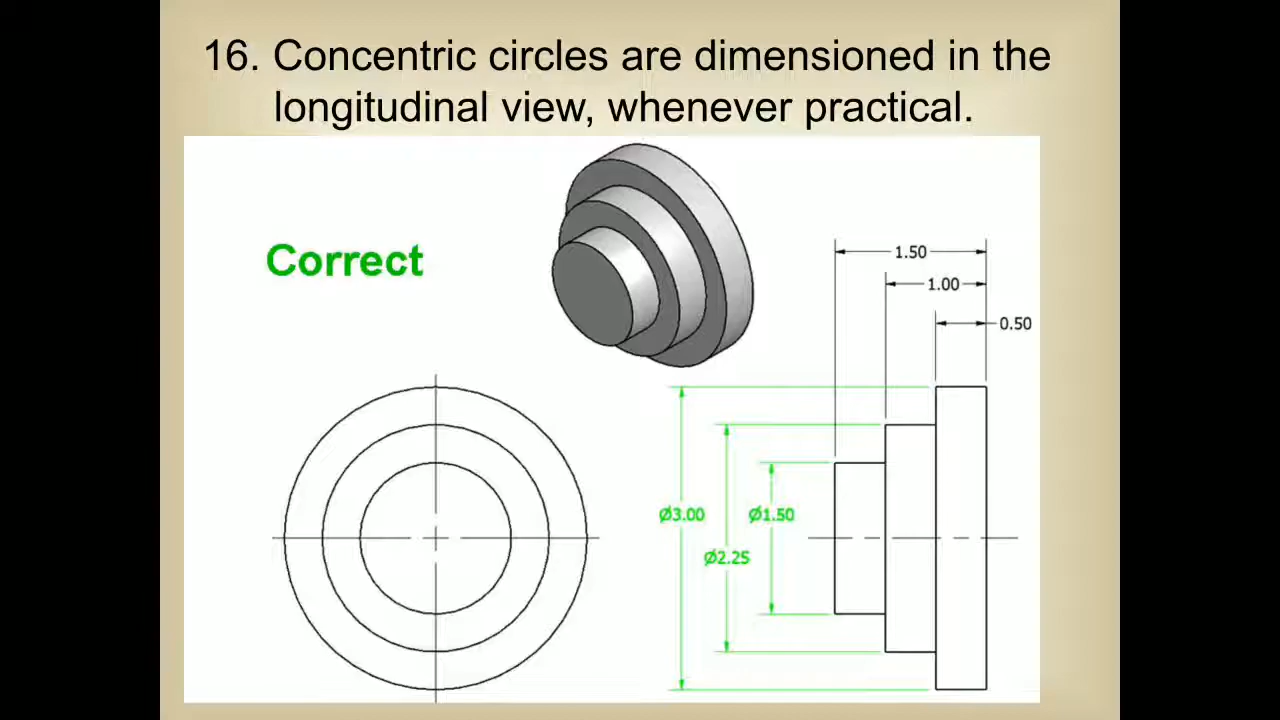 16. Concentric circles are dimensioned in the
longitudinal view, whenever practical.
Correct
1.50
1.00
0.50
Ø3.00
Ø1.50
Ø2.25